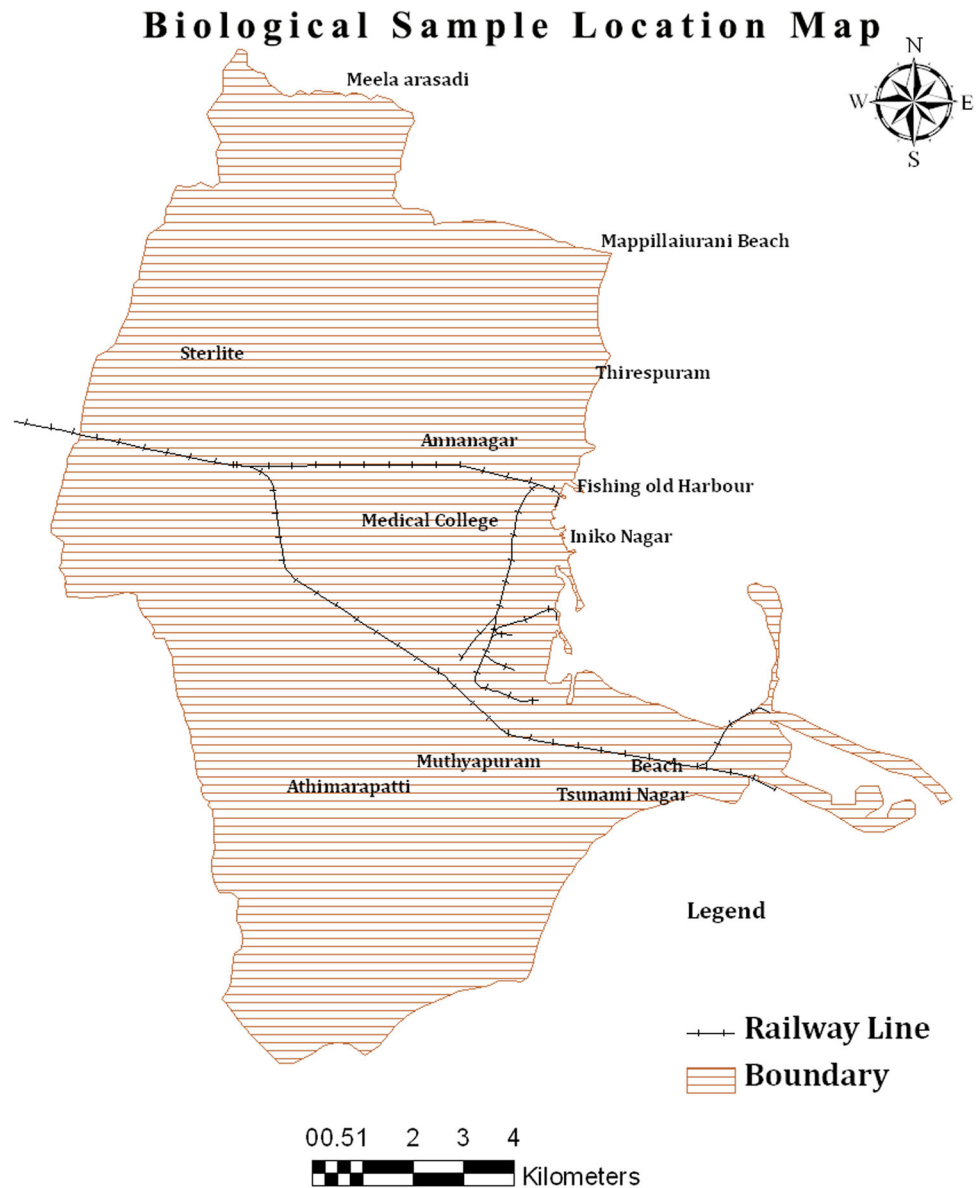 Biological Sample Location Map
N
W
E
S
Meela arasadi
Mappillaiurani Beach
Sterlite
Thirespuram
Annanagar
Fishing old Harbour
Medical College
Iniko Nagar
Muthyapuram
Beach
Athimarapatti
Tsunami Nagar
Legend
Railway Line
Boundary
00.51 2 3 4
Kilometers